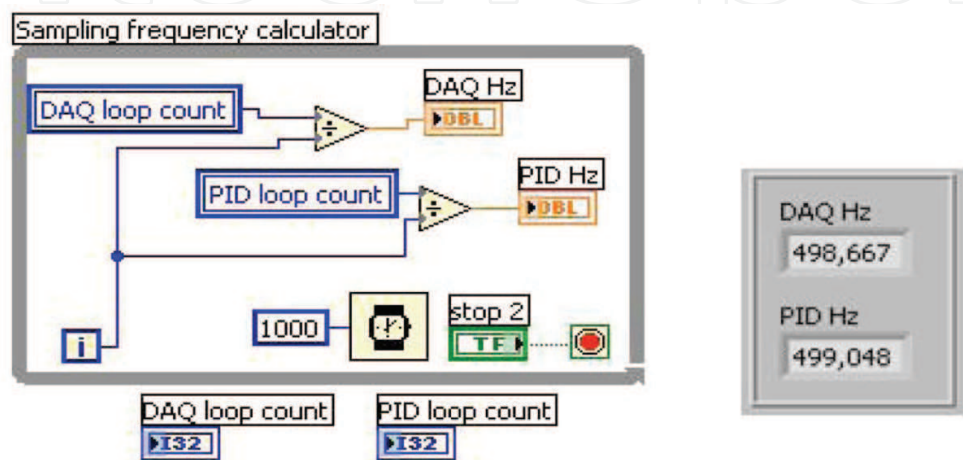 Sampling frequency calculator
DAQ loop count
÷
DAQ Hz
DBL
PID loop count
÷
PID Hz
DBL
i
1000
stop 2
TF
DAQ loop count
I32
PID loop count
I32
DAQ Hz
498,667
PID Hz
499,048